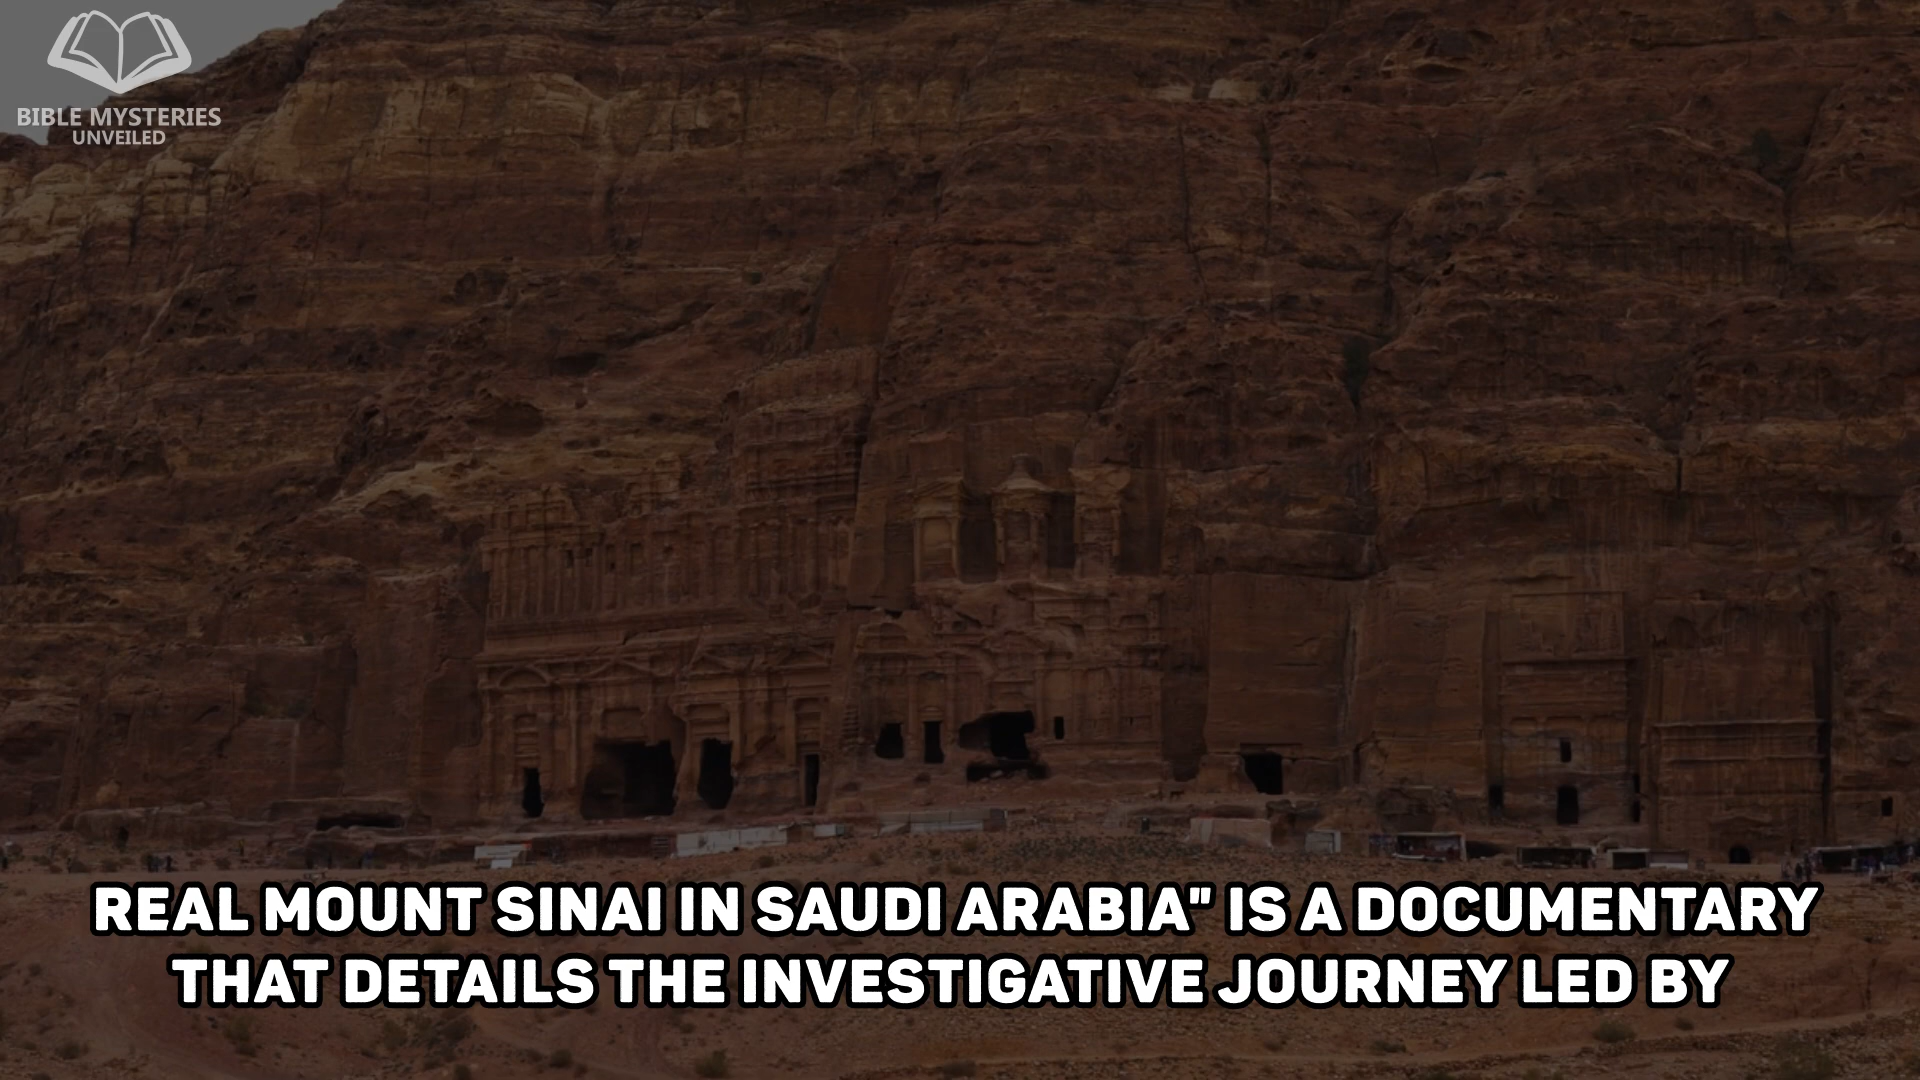 BIBLE MYSTERIES
UNVEILED
REAL MOUNT SINAI IN SAUDI ARABIA" IS A DOCUMENTARY
THAT DETAILS THE INVESTIGATIVE JOURNEY LED BY